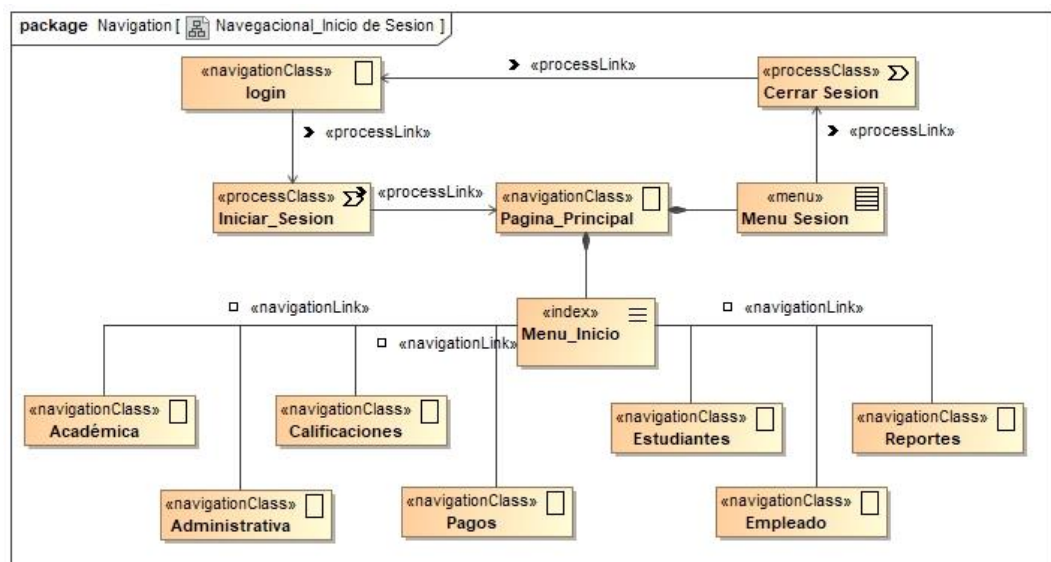 package Navigation [ Navegacional_Inicio de Sesion ]
«navigationClass»
login
«processLink»
«processClass»
Cerrar Sesion
«processLink»
«processLink»
«processClass»
Iniciar_Sesion
«processLink»
«navigationClass»
Pagina_Principal
«menu»
Menu Sesion
«navigationLink»
«index»
Menu_Inicio
«navigationLink»
«navigationLink»
«navigationClass»
Académica
«navigationClass»
Calificaciones
«navigationClass»
Estudiantes
«navigationClass»
Reportes
«navigationClass»
Administrativa
«navigationClass»
Pagos
«navigationClass»
Empleado